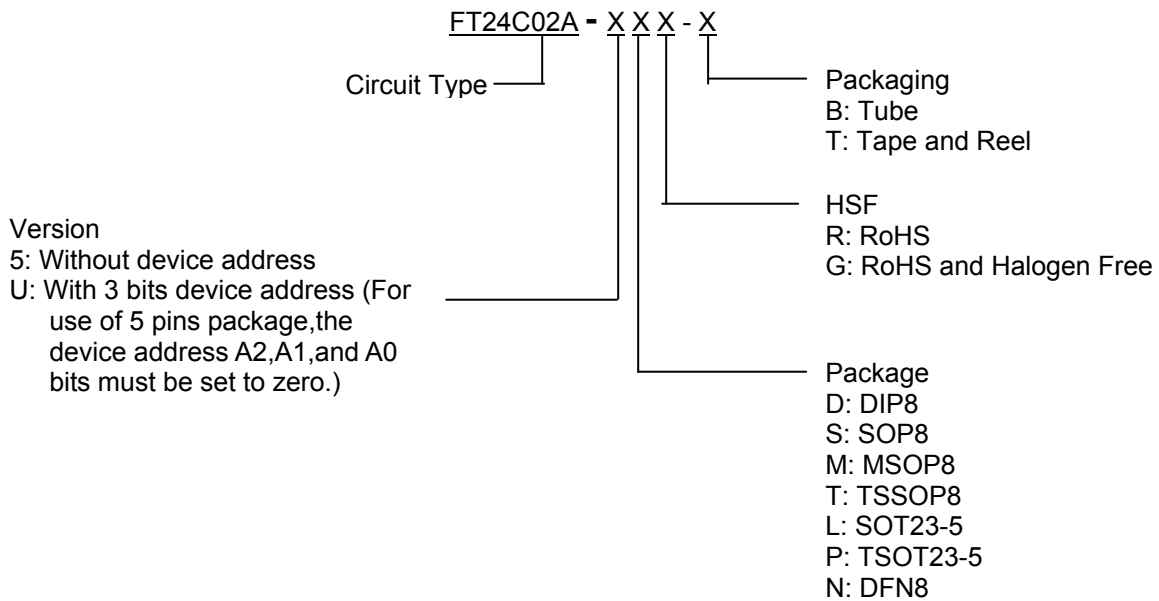 FT24C02A - X X X - X
Circuit Type
Packaging
B: Tube
T: Tape and Reel
HSF
R: RoHS
G: RoHS and Halogen Free
Version
5: Without device address
U: With 3 bits device address (For
use of 5 pins package,the
device address A2,A1,and A0
bits must be set to zero.)
Package
D: DIP8
S: SOP8
M: MSOP8
T: TSSOP8
L: SOT23-5
P: TSOT23-5
N: DFN8